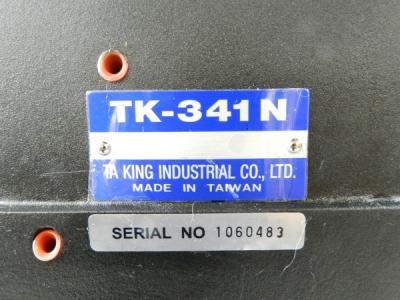 TK-341N
TA KING INDUSTRIAL CO., LTD.
MADE IN TAIWAN
SERIAL NO 1060483